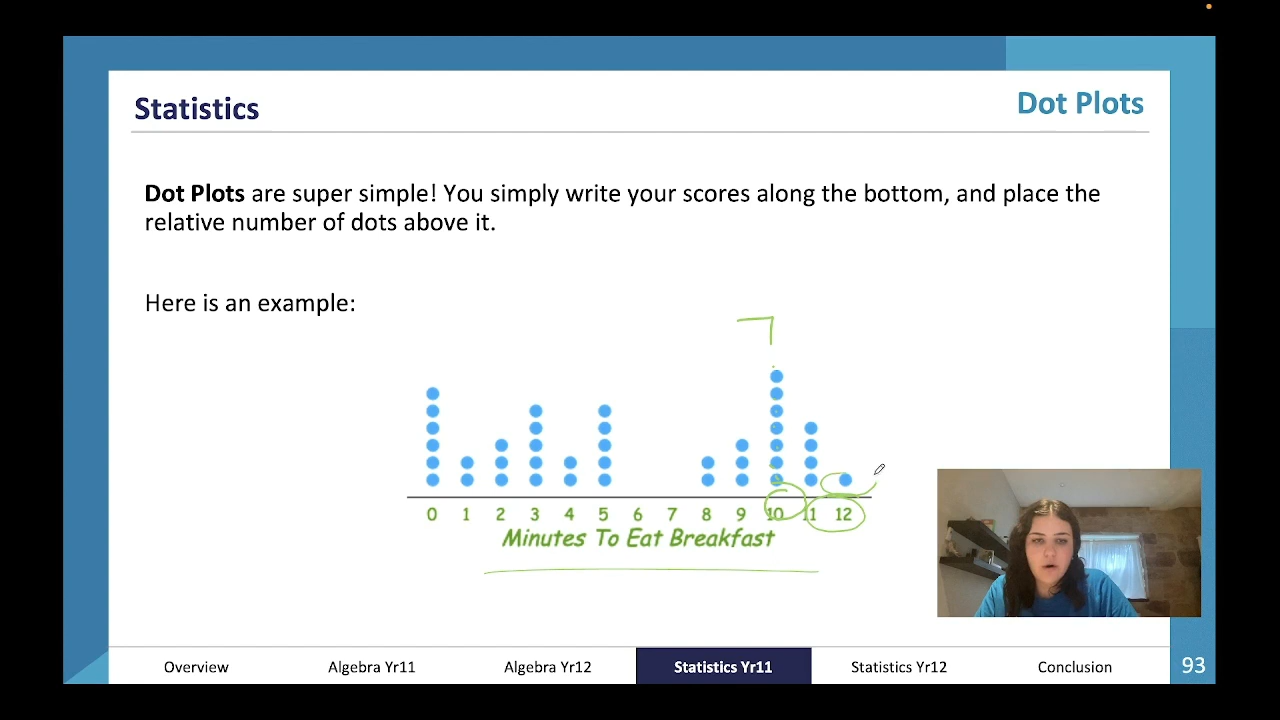 Statistics
Dot Plots
Dot Plots are super simple! You simply write your scores along the bottom, and place the
relative number of dots above it.
Here is an example:
7
0 1 2 3 4 5 6 7 8 9 10 11 12
Minutes To Eat Breakfast
Overview Algebra Yr11 Algebra Yr12 Statistics Yr11 Statistics Yr12 Conclusion 93